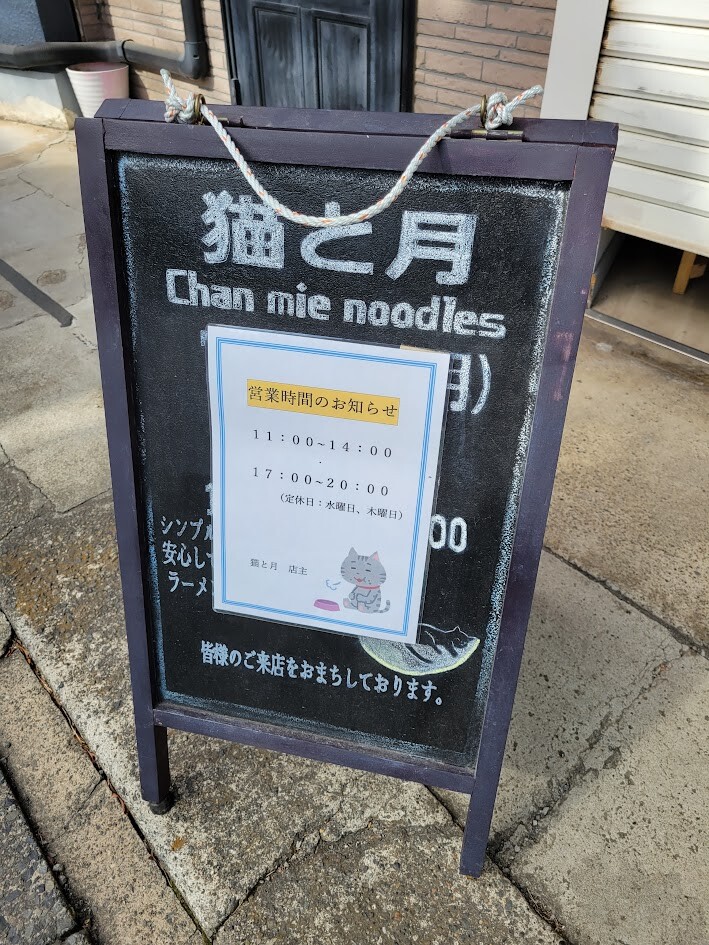 猫と月
Chan mie noodles
月)
営業時間のお知らせ
11:00~14:00
17:00~20:00
(定休日:水曜日、木曜日)
00
シンプル
安心し
ラーメ
猫と月 店主
皆様のご来店をおまちしております。